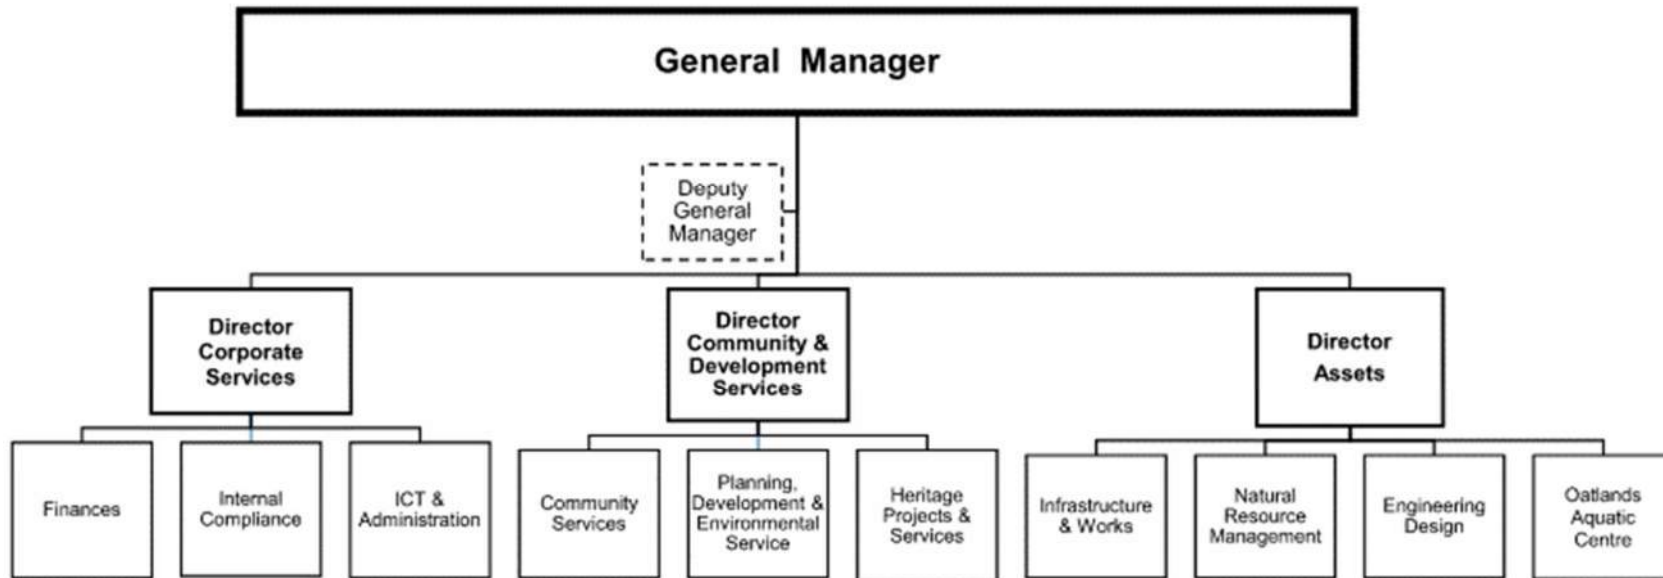 General Manager
Deputy
General
Manager
Director
Corporate
Services
Director
Community &
Development
Services
Director
Assets
Finances
Internal
Compliance
ICT &
Administration
Community
Services
Planning,
Development &
Environmental
Service
Heritage
Projects &
Services
Infrastructure
& Works
Natural
Resource
Management
Engineering
Design
Oatlands
Aquatic
Centre